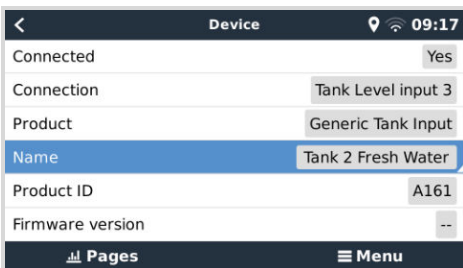 Device 09:17
Connected Yes
Connection Tank Level input 3
Product Generic Tank Input
Name Tank 2 Fresh Water
Product ID A161
Firmware version --
Pages Menu